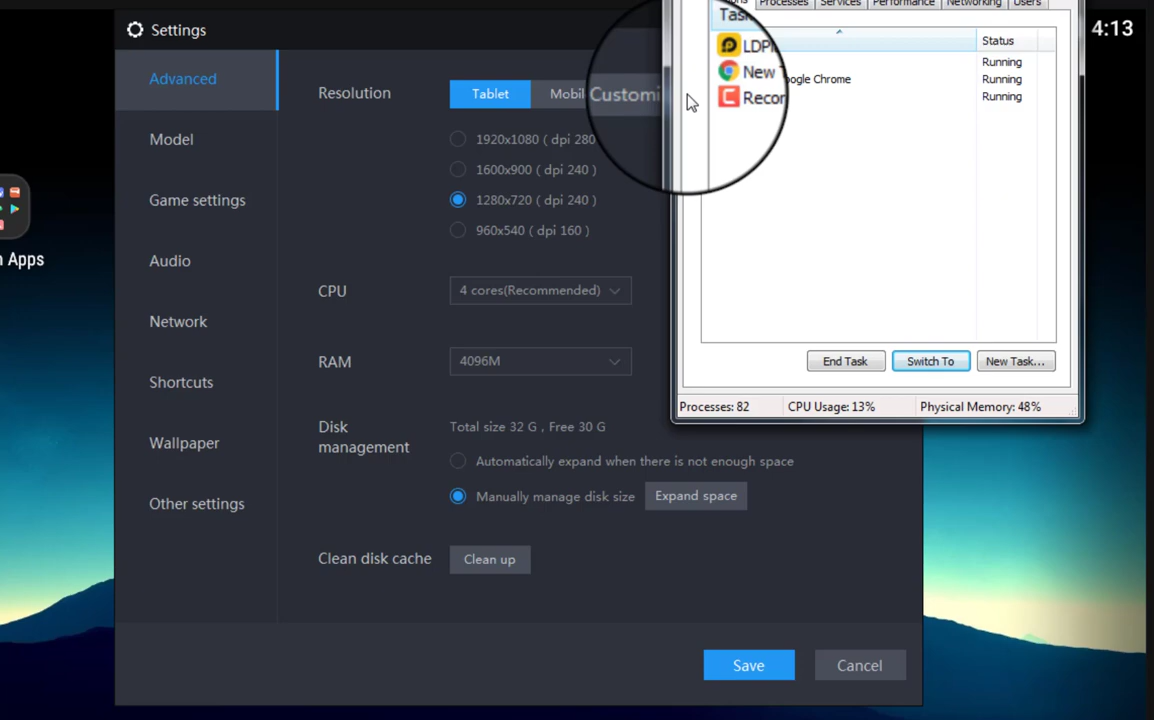 Settings
4:13
Advanced
Model
Game settings
Audio
Network
Shortcuts
Wallpaper
Other settings
Apps
Resolution
Tablet
Customi
1920x1080 ( dpi 280
1600x900 ( dpi 240 )
1280x720 ( dpi 240 )
960x540 ( dpi 160 )
CPU
4 cores(Recommended)
RAM
4096M
Disk management
Total size 32 G , Free 30 G
Automatically expand when there is not enough space
Manually manage disk size
Expand space
Clean disk cache
Clean up
Save
Cancel
Processes
Services
Performance
Networking
Users
Task
Status
LDPl
Running
New
oogle Chrome
Running
Recor
Running
End Task
Switch To
New Task...
Processes: 82
CPU Usage: 13%
Physical Memory: 48%